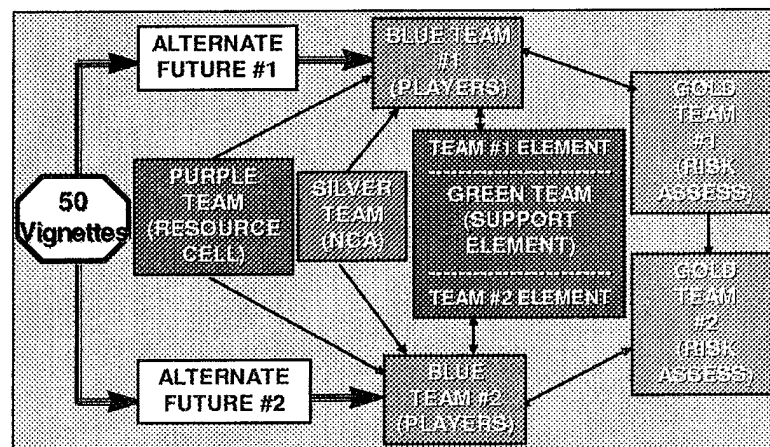 ALTERNATE
FUTURE #1
BLUE TEAM
#1
(PLAYERS)
GOLD
TEAM
#1
(RISK
ASSESS)
50
Vignettes
PURPLE
TEAM
(RESOURCE
CELL)
SILVER
TEAM
(NCA)
TEAM #1 ELEMENT
GREEN TEAM
(SUPPORT
ELEMENT)
TEAM #2 ELEMENT
GOLD
TEAM
#2
(RISK
ASSESS)
ALTERNATE
FUTURE #2
BLUE
TEAM #2
(PLAYERS)